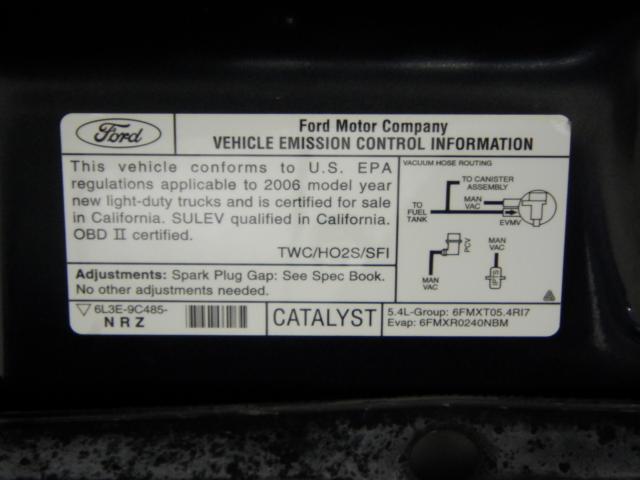 Ford
Ford Motor Company
VEHICLE EMISSION CONTROL INFORMATION
This vehicle conforms to U.S. EPA
regulations applicable to 2006 model year
new light-duty trucks and is certified for sale
in California. SULEV qualified in California.
OBD II certified.
TWC/HO2S/SFI
Adjustments: Spark Plug Gap: See Spec Book.
No other adjustments needed.
VACUUM HOSE ROUTING
TO CANISTER
ASSEMBLY
MAN
VAC
TO
FUEL
TANK
EVMV
PCV
MAN
VAC
MAN
VAC
IPTS
6L3E-9C485-
NRZ
CATALYST
5.4L-Group: 6FMXT05.4RI7
Evap: 6FMXR0240NBM